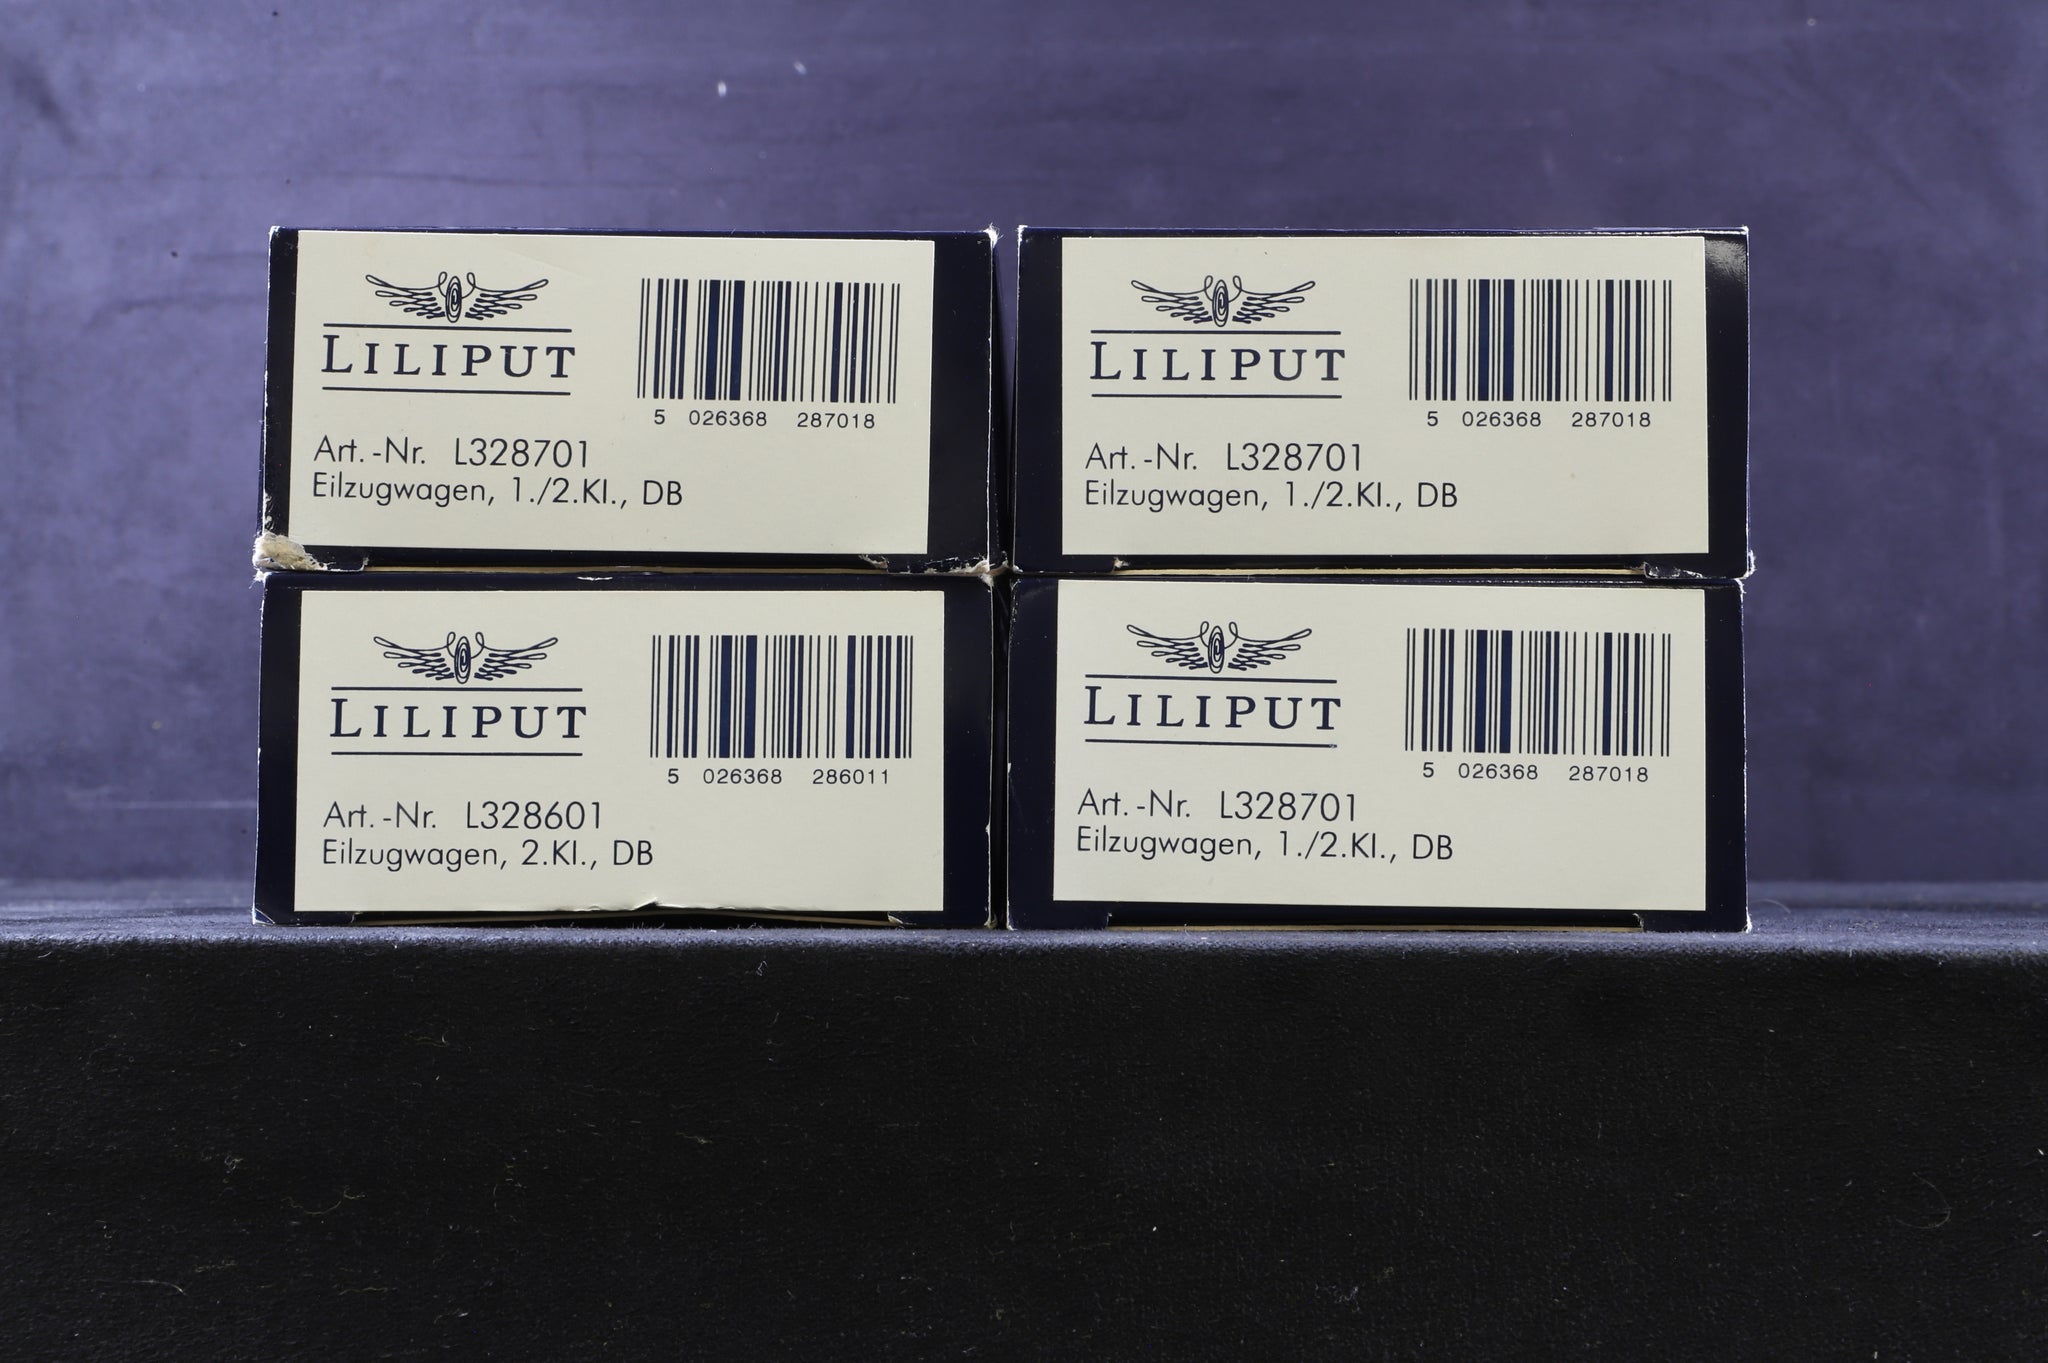 LILIPUT
5 026368 287018
Art.-Nr. L328701
Eilzugwagen, 1./2.Kl., DB
LILIPUT
5 026368 287018
Art.-Nr. L328701
Eilzugwagen, 1./2.Kl., DB
LILIPUT
5 026368 286011
Art.-Nr. L328601
Eilzugwagen, 2.Kl., DB
LILIPUT
5 026368 287018
Art.-Nr. L328701
Eilzugwagen, 1./2.Kl., DB